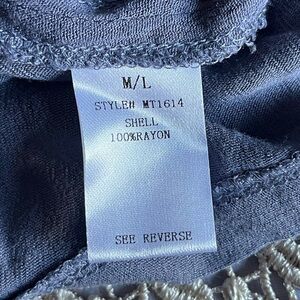 M/L
STYLE# MT1614
SHELL
100%RAYON
SEE REVERSE